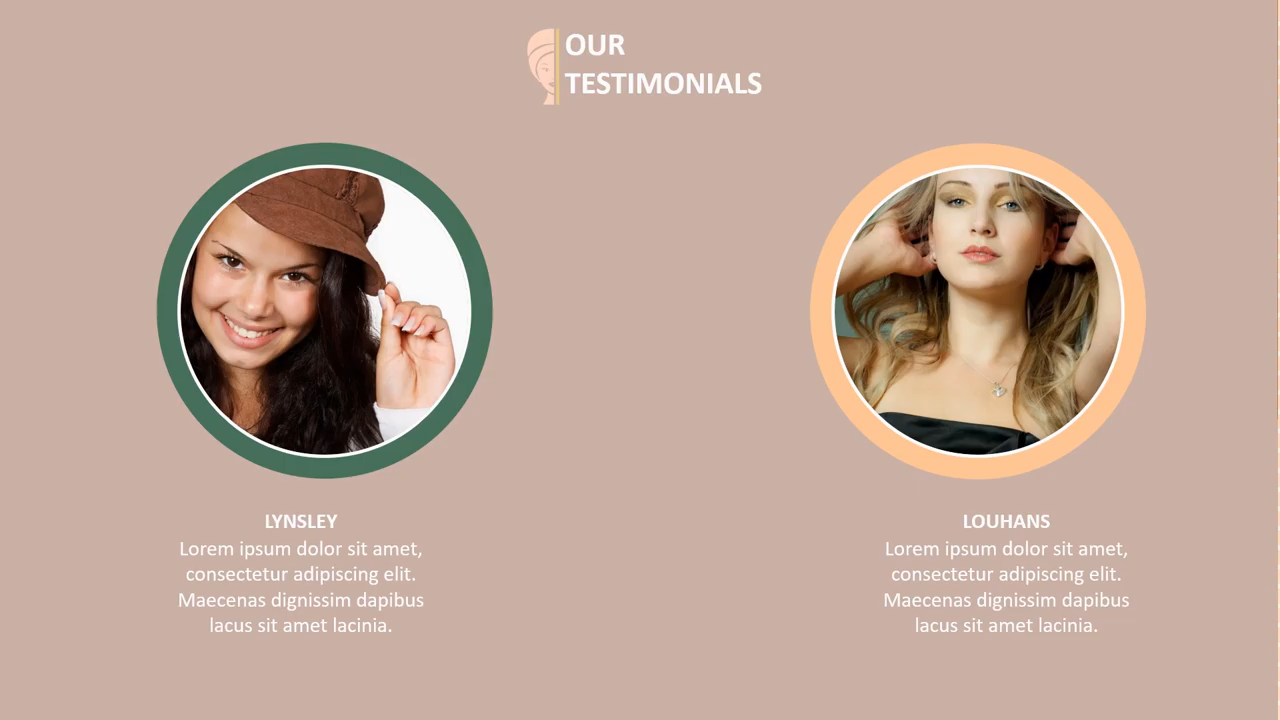 OUR
TESTIMONIALS
LYNSLEY
Lorem ipsum dolor sit amet,
consectetur adipiscing elit.
Maecenas dignissim dapibus
lacus sit amet lacinia.
LOUHANS
Lorem ipsum dolor sit amet,
consectetur adipiscing elit.
Maecenas dignissim dapibus
lacus sit amet lacinia.